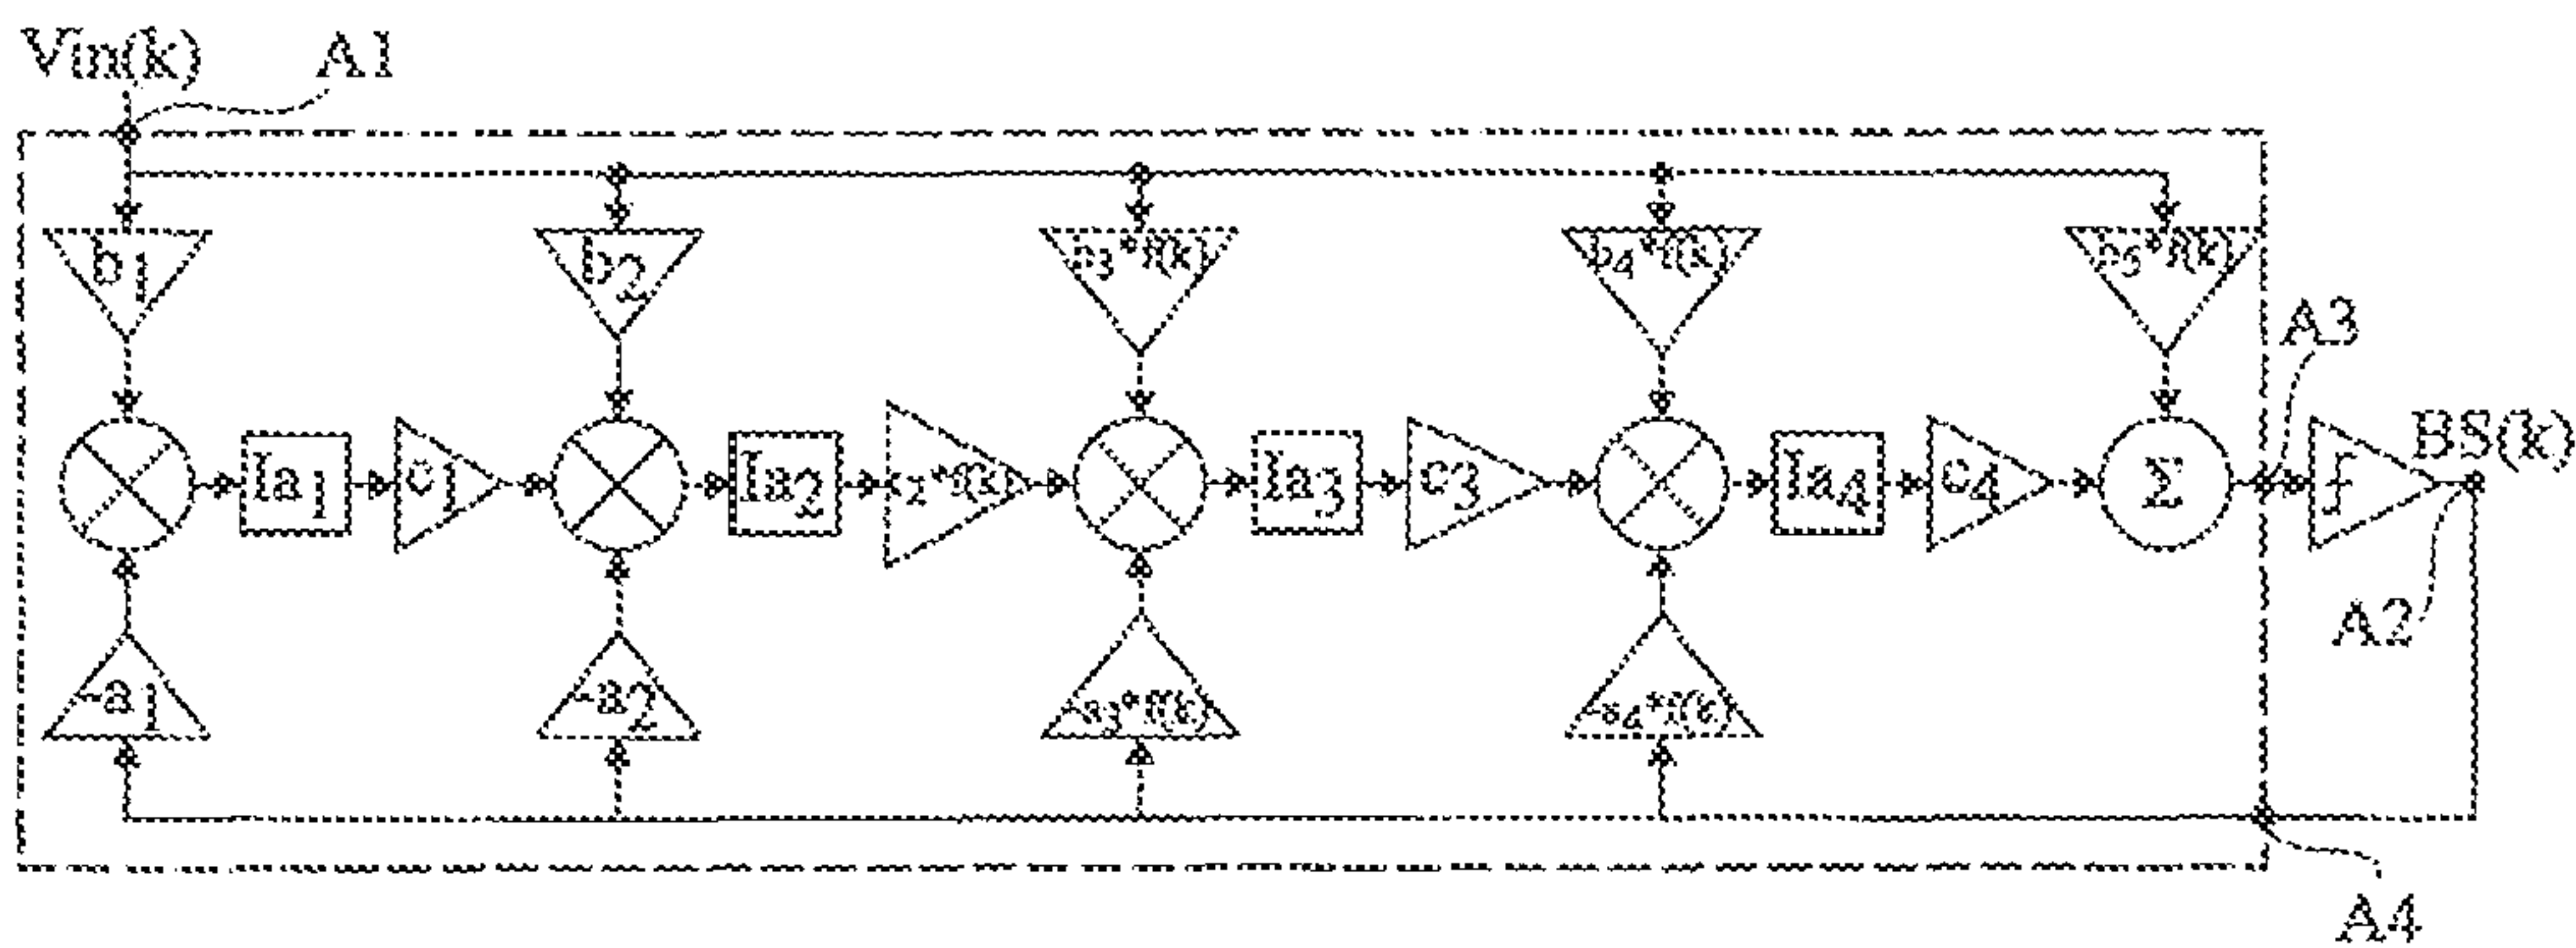 Vin(k) A1
b1 b2 b3*f(k) b4*f(k) b5*f(k)
A3
Ia1 c1 Ia2 c2*f(k) Ia3 c3 Ia4 c4 Σ BS(k)
A2
-a1 -a2 -a3*f(k) -a4*f(k)
A4